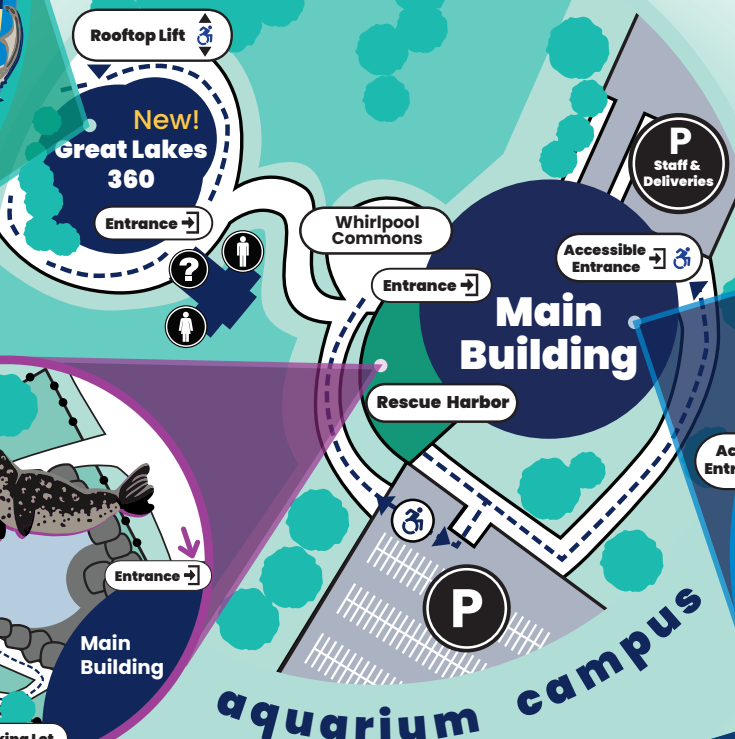 Rooftop Lift
New!
Great Lakes
360
Entrance
?
Whirlpool
Commons
P
Staff &
Deliveries
Accessible
Entrance
Entrance
Main
Building
Rescue Harbor
P
Entrance
Main
Building
aquarium campus